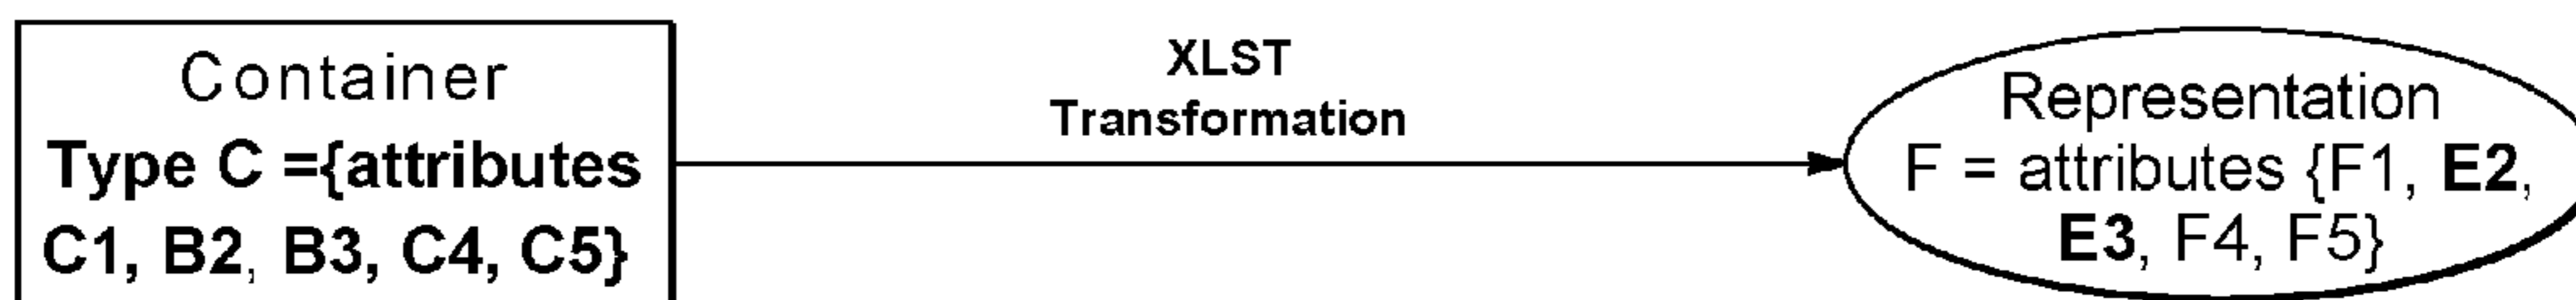 Container
Type C ={attributes
C1, B2, B3, C4, C5}
XLST
Transformation
Representation
F = attributes {F1, E2,
E3, F4, F5}